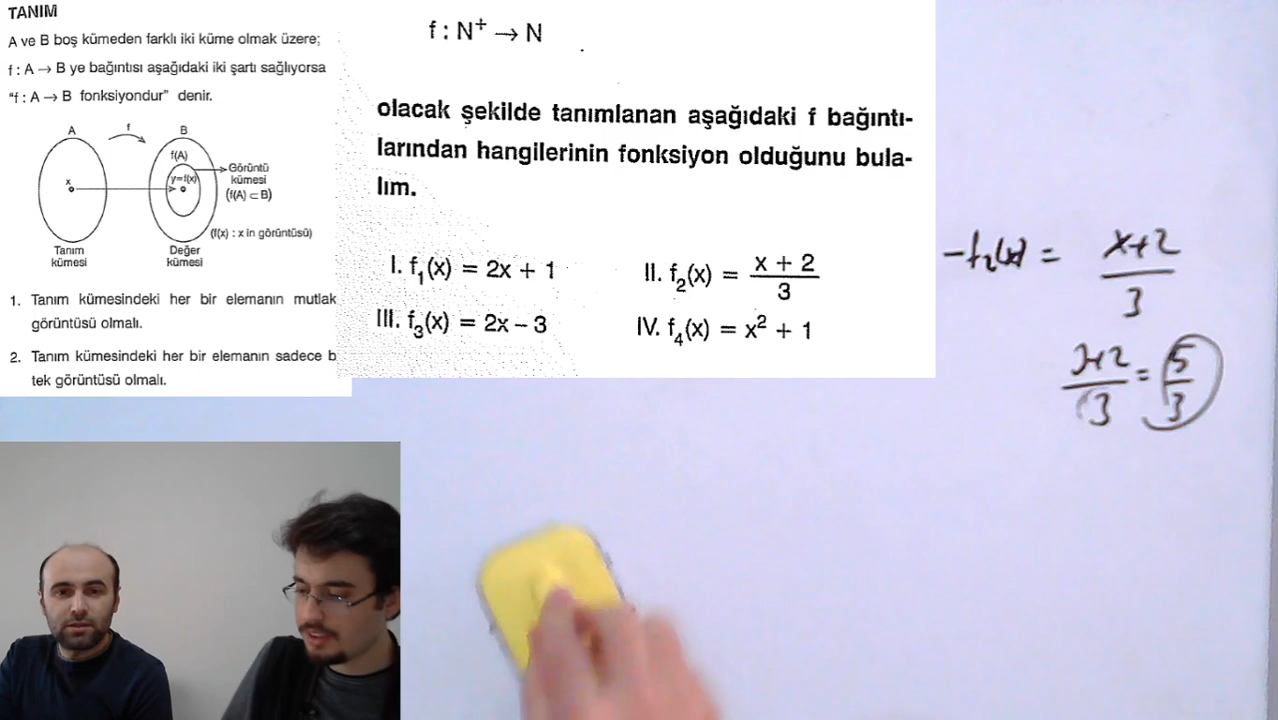 TANIM
A ve B boş kümeden farklı iki küme olmak üzere;
f : A → B ye bağıntısı aşağıdaki iki şartı sağlıyorsa
"f : A → B fonksiyondur" denir.
A f B
f(A)
x y=f(x)
Görüntü
kümesi
(f(A) ⊂ B)
(f(x) : x in görüntüsü)
Tanım
kümesi
Değer
kümesi
1. Tanım kümesindeki her bir elemanın mutlak
görüntüsü olmalı.
2. Tanım kümesindeki her bir elemanın sadece b
tek görüntüsü olmalı.
f : N⁺ → N
olacak şekilde tanımlanan aşağıdaki f bağıntı-
larından hangilerinin fonksiyon olduğunu bula-
lım.
I. f₁(x) = 2x + 1
II. f₂(x) = (x + 2)/3
III. f₃(x) = 2x – 3
IV. f₄(x) = x² + 1
-f₂(x) = (x+2)/3
(3+2)/3 = 5/3